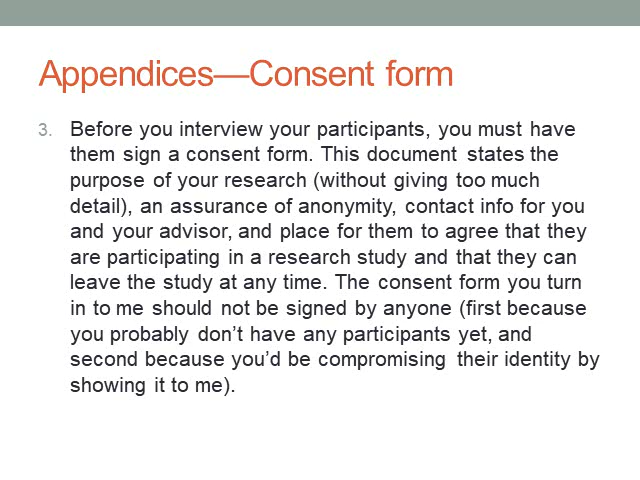 Appendices—Consent form
3. Before you interview your participants, you must have
them sign a consent form. This document states the
purpose of your research (without giving too much
detail), an assurance of anonymity, contact info for you
and your advisor, and place for them to agree that they
are participating in a research study and that they can
leave the study at any time. The consent form you turn
in to me should not be signed by anyone (first because
you probably don’t have any participants yet, and
second because you’d be compromising their identity by
showing it to me).